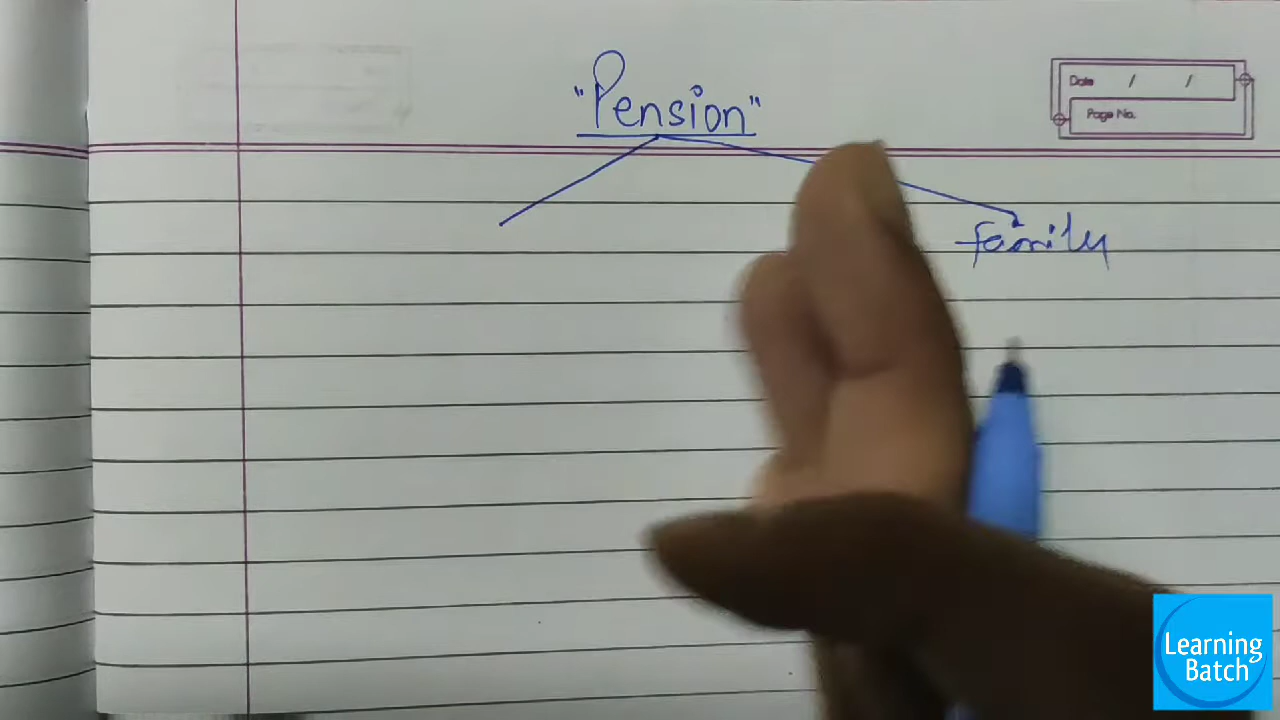 "Pension"
Date / /
Page No.
family
Learning
Batch